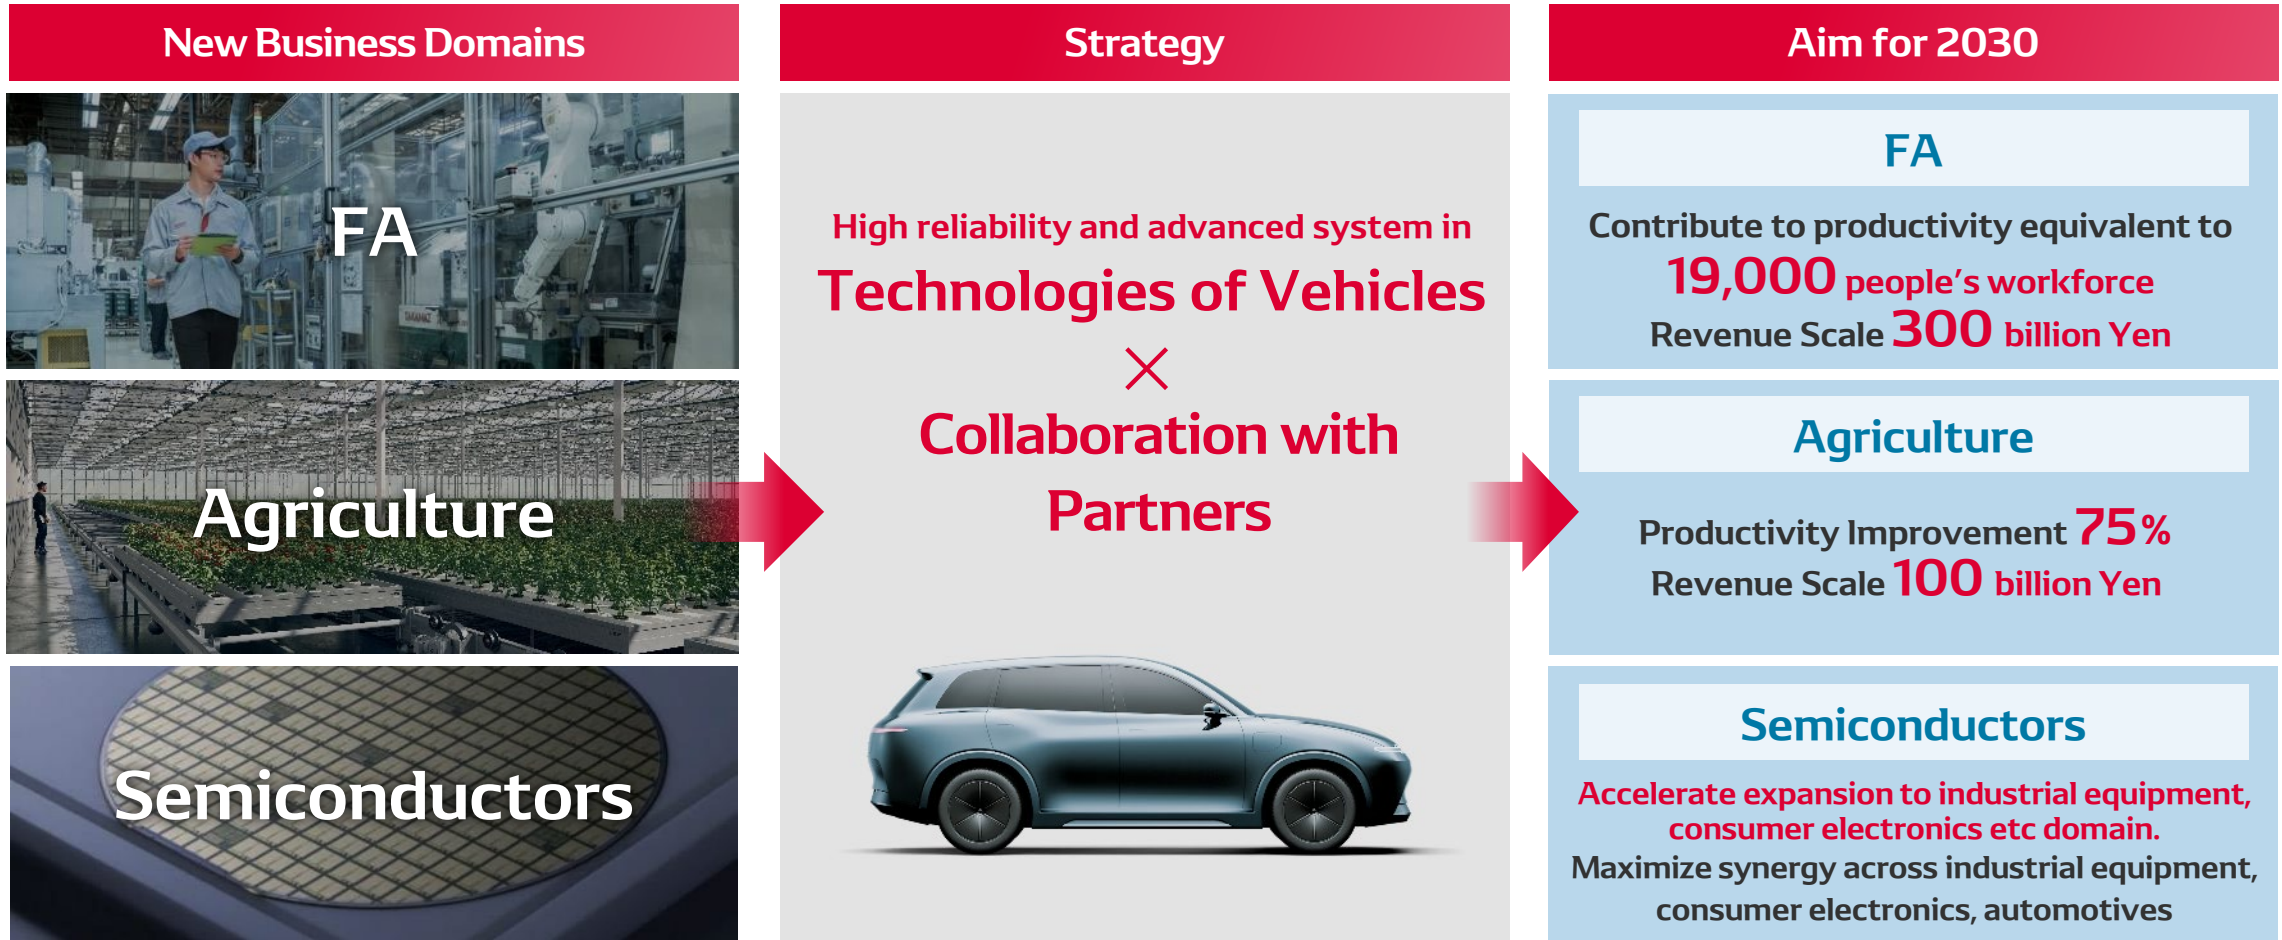 New Business Domains
Strategy
Aim for 2030
FA
Agriculture
Semiconductors
High reliability and advanced system in
Technologies of Vehicles
×
Collaboration with
Partners
FA
Contribute to productivity equivalent to
19,000 people’s workforce
Revenue Scale 300 billion Yen
Agriculture
Productivity Improvement 75%
Revenue Scale 100 billion Yen
Semiconductors
Accelerate expansion to industrial equipment,
consumer electronics etc domain.
Maximize synergy across industrial equipment,
consumer electronics, automotives